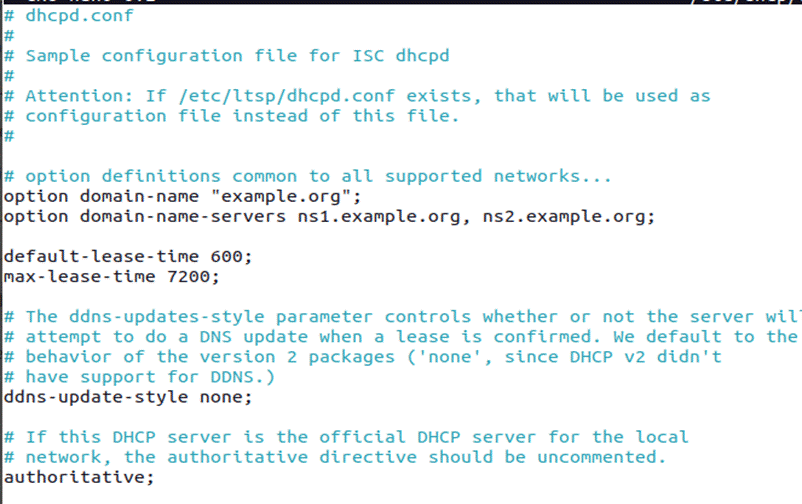 # dhcpd.conf
#
# Sample configuration file for ISC dhcpd
#
# Attention: If /etc/ltsp/dhcpd.conf exists, that will be used as
# configuration file instead of this file.
#
# option definitions common to all supported networks...
option domain-name "example.org";
option domain-name-servers ns1.example.org, ns2.example.org;
default-lease-time 600;
max-lease-time 7200;
# The ddns-updates-style parameter controls whether or not the server will
# attempt to do a DNS update when a lease is confirmed. We default to the
# behavior of the version 2 packages ('none', since DHCP v2 didn't
# have support for DDNS.)
ddns-update-style none;
# If this DHCP server is the official DHCP server for the local
# network, the authoritative directive should be uncommented.
authoritative;